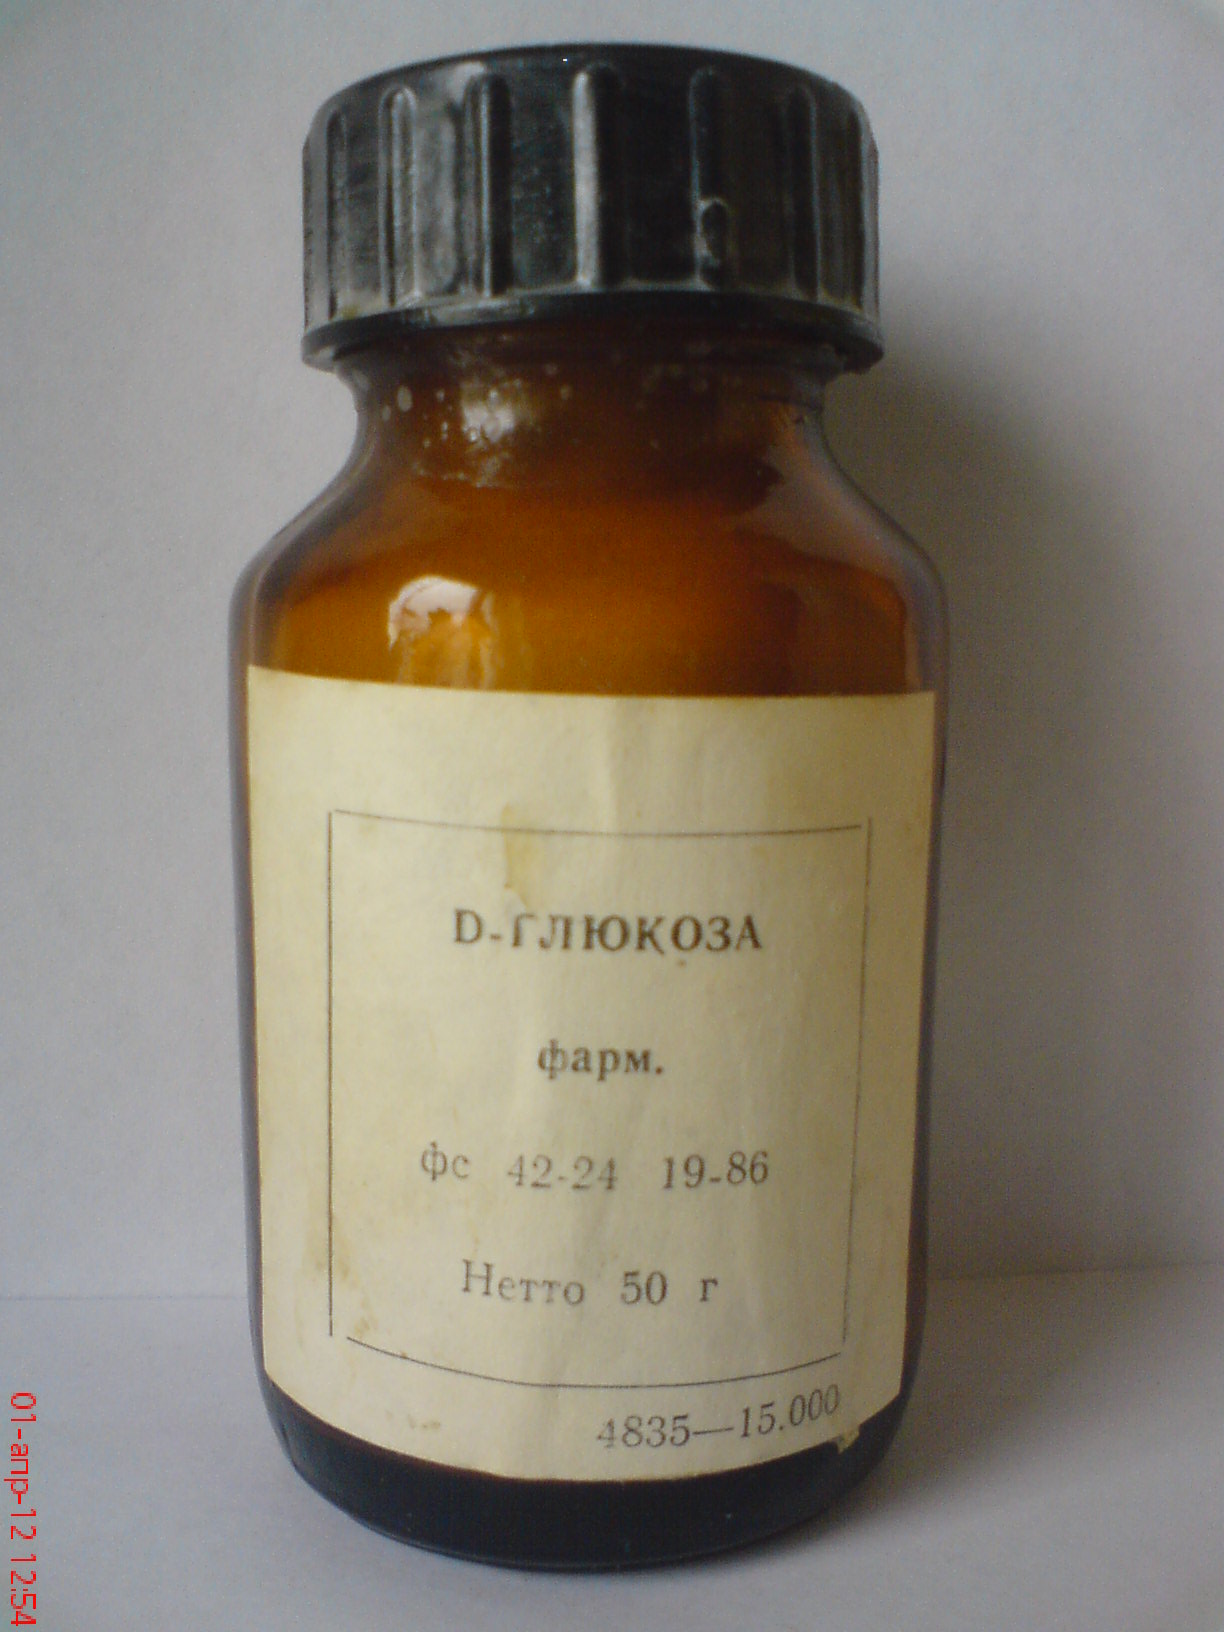 D-ГЛЮКОЗА
фарм.
фс 42-24 19-86
Нетто 50 г
4835—15.000
01-апр-12 12:54